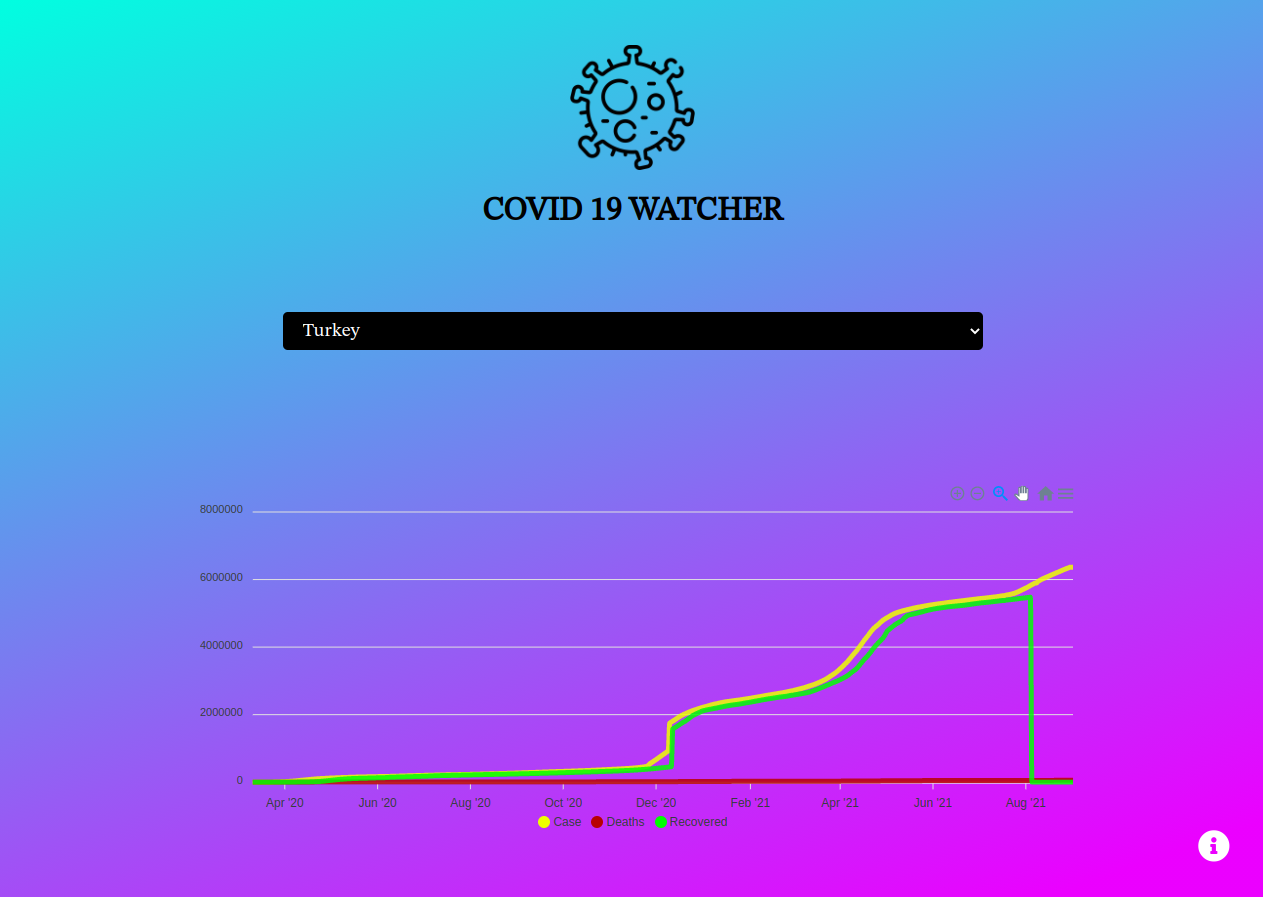 COVID 19 WATCHER
Turkey
8000000
6000000
4000000
2000000
0
Apr '20 Jun '20 Aug '20 Oct '20 Dec '20 Feb '21 Apr '21 Jun '21 Aug '21
Case Deaths Recovered